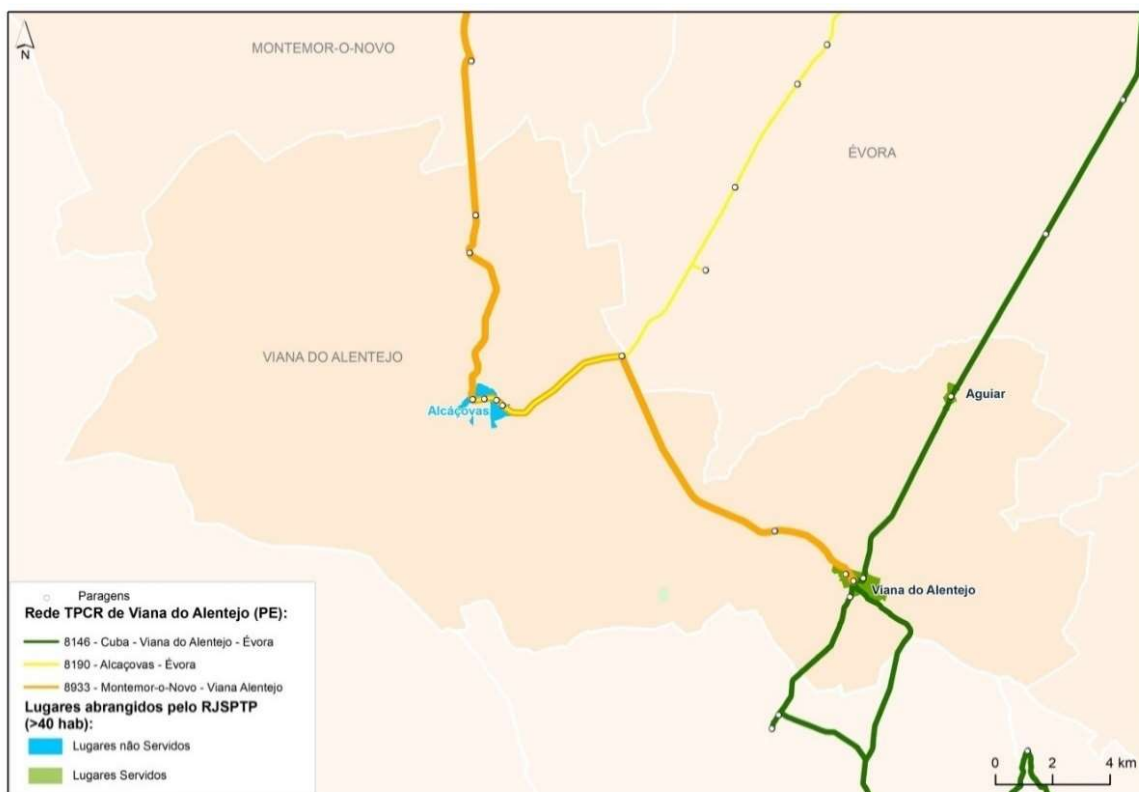 N
MONTEMOR-O-NOVO
ÉVORA
VIANA DO ALENTEJO
Alcáçovas
Aguiar
Viana do Alentejo
Paragens
Rede TPCR de Viana do Alentejo (PE):
8146 - Cuba - Viana do Alentejo - Évora
8190 - Alcaçovas - Évora
8933 - Montemor-o-Novo - Viana Alentejo
Lugares abrangidos pelo RJSPTP
(>40 hab):
Lugares não Servidos
Lugares Servidos
0 2 4 km